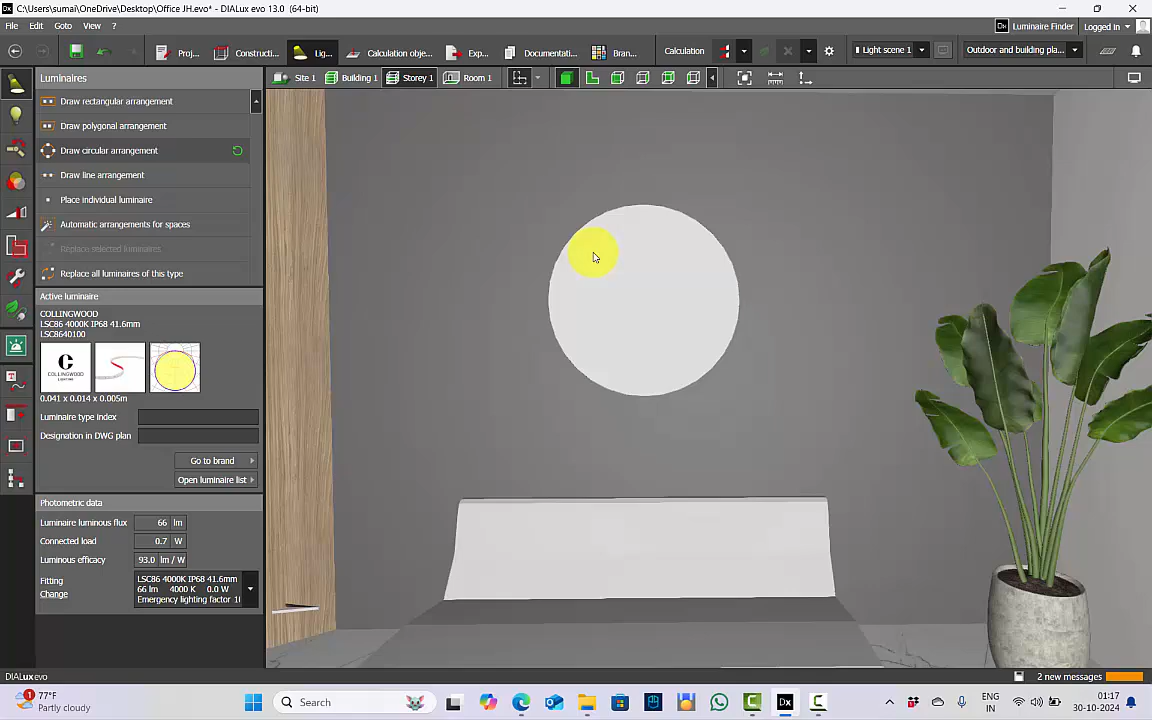 C:\Users\sumai\OneDrive\Desktop\Office JH.evo* - DIALux evo 13.0 (64-bit)
File Edit Goto View ?
Luminaire Finder
Logged in
Proj...
Constructi...
Lig...
Calculation obje...
Exp...
Documentati...
Bran...
Calculation
Light scene 1
Outdoor and building pla...
Luminaires
Site 1
Building 1
Storey 1
Room 1
Draw rectangular arrangement
Draw polygonal arrangement
Draw circular arrangement
Draw line arrangement
Place individual luminaire
Automatic arrangements for spaces
Replace selected luminaires
Replace all luminaires of this type
Active luminaire
COLLINGWOOD
LSC86 4000K IP68 41.6mm
LSC8640100
C
COLLINGWOOD
0.041 x 0.014 x 0.005m
Luminaire type index
Designation in DWG plan
Go to brand
Open luminaire list
Photometric data
Luminaire luminous flux 66 lm
Connected load 0.7 W
Luminous efficacy 93.0 lm / W
Fitting
Change
LSC86 4000K IP68 41.6mm
66 lm 4000 K 0.0 W
Emergency lighting factor
DIALux evo
2 new messages
1
77°F
Partly cloudy
Search
Dx
ENG
IN
01:17
30-10-2024